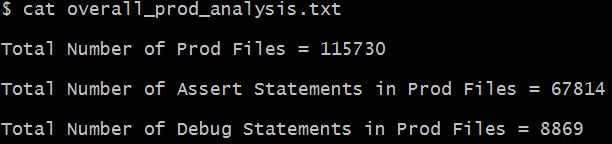 $ cat overall_prod_analysis.txt
Total Number of Prod Files = 115730
Total Number of Assert Statements in Prod Files = 67814
Total Number of Debug Statements in Prod Files = 8869